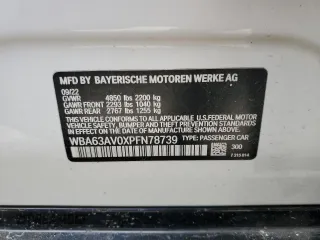 MFD BY BAYERISCHE MOTOREN WERKE AG
09/22
GVWR 4850 lbs 2200 kg
GAWR FRONT 2293 lbs 1040 kg
GAWR REAR 2767 lbs 1255 kg
THIS VEHICLE CONFORMS TO ALL APPLICABLE U.S. FEDERAL MOTOR
VEHICLE SAFETY, BUMPER, AND THEFT PREVENTION STANDARDS
IN EFFECT ON THE DATE OF MANUFACTURE SHOWN ABOVE.
WBA63AV0XPFN78739 TYPE: PASSENGER CAR
300